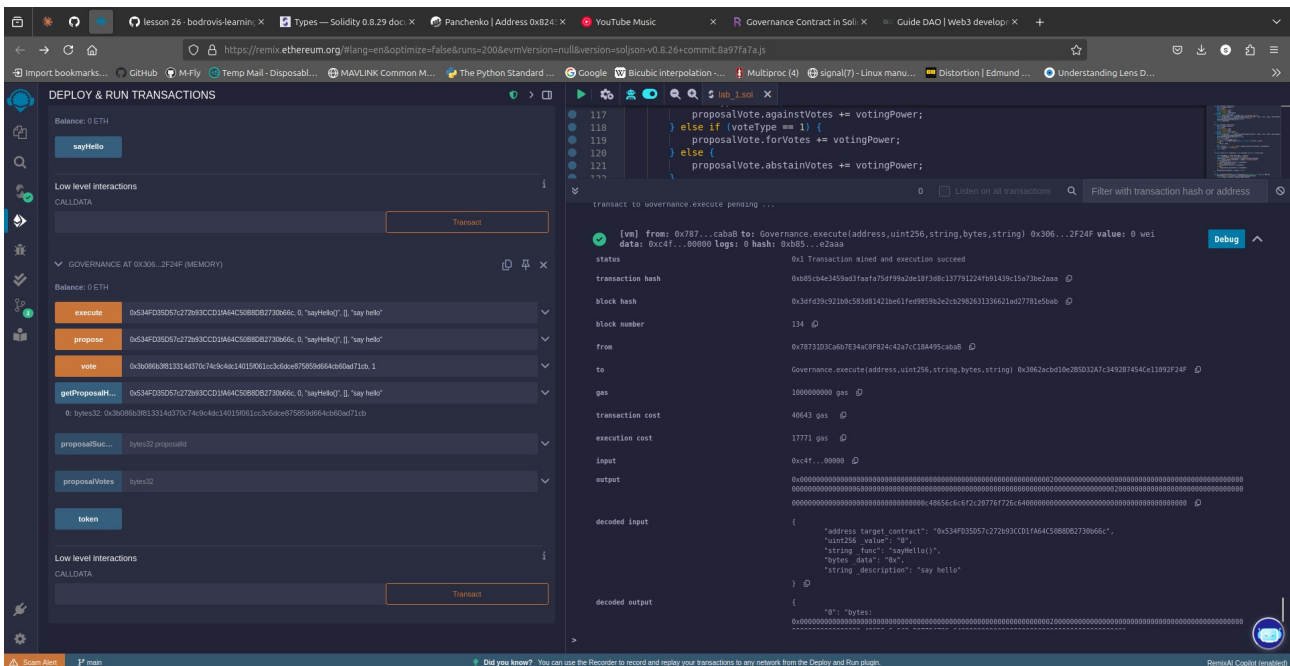 lesson 26 · bodrovis-learning
Types — Solidity 0.8.29 docu
Panchenko | Address 0x824
YouTube Music
Governance Contract in Soli
Guide DAO | Web3 developm
https://remix.ethereum.org/#lang=en&optimize=false&runs=200&evmVersion=null&version=soljson-v0.8.26+commit.8a97fa7a.js
Import bookmarks...
GitHub
M-Fly
Temp Mail - Disposabl...
MAVLINK Common M...
The Python Standard ...
Google
Bicubic interpolation -...
Multiproc (4)
signal(7) - Linux manu...
Distortion | Edmund ...
Understanding Lens D...
DEPLOY & RUN TRANSACTIONS
Balance: 0 ETH
sayHello
Low level interactions
CALLDATA
Transact
GOVERNANCE AT 0X306...2F24F (MEMORY)
Balance: 0 ETH
execute 0x534FD35D57c272b93CCD1fA64C50B8DB2730b66c, 0, "sayHello()", [], "say hello"
propose 0x534FD35D57c272b93CCD1fA64C50B8DB2730b66c, 0, "sayHello()", [], "say hello"
vote 0x3b086b3f813314d370c74c9c4dc14015f061cc3c6dce875859d664cb60ad71cb, 1
getProposalH... 0x534FD35D57c272b93CCD1fA64C50B8DB2730b66c, 0, "sayHello()", [], "say hello"
0: bytes32: 0x3b086b3f813314d370c74c9c4dc14015f061cc3c6dce875859d664cb60ad71cb
proposalSuc... bytes32 proposalId
proposalVotes bytes32
token
Low level interactions
CALLDATA
Transact
lab_1.sol
117 proposalVote.againstVotes += votingPower;
118 } else if (voteType == 1) {
119 proposalVote.forVotes += votingPower;
120 } else {
121 proposalVote.abstainVotes += votingPower;
122 }
0 Listen on all transactions Filter with transaction hash or address
transact to Governance.execute pending ...
[vm] from: 0x787...cabaB to: Governance.execute(address,uint256,string,bytes,string) 0x306...2F24F value: 0 wei
data: 0xc4f...00000 logs: 0 hash: 0xb85...e2aaa
Debug
status 0x1 Transaction mined and execution succeed
transaction hash 0xb85cb4e3459ad3faafa75df99a2de18f3d8c137791224fb91439c15a73be2aaa
block hash 0x3dfd39c921b0c583d81421be61fed9859b2e2cb2982631336621ad27781e5bab
block number 134
from 0x78731D3Ca6b7E34aC0F824c42a7cC18A495cabaB
to Governance.execute(address,uint256,string,bytes,string) 0x3062acbd10e2B5D32A7c3492B7454Ce11092F24F
gas 1000000000 gas
transaction cost 40643 gas
execution cost 17771 gas
input 0xc4f...00000
output
decoded input {
"address target_contract": "0x534FD35D57c272b93CCD1fA64C50B8DB2730b66c",
"uint256 _value": "0",
"string _func": "sayHello()",
"bytes _data": "0x",
"string _description": "say hello"
}
decoded output {
"0": "bytes:
>
Scam Alert
main
Did you know? You can use the Recorder to record and replay your transactions to any network from the Deploy and Run plugin.
RemixAI Copilot (enabled)